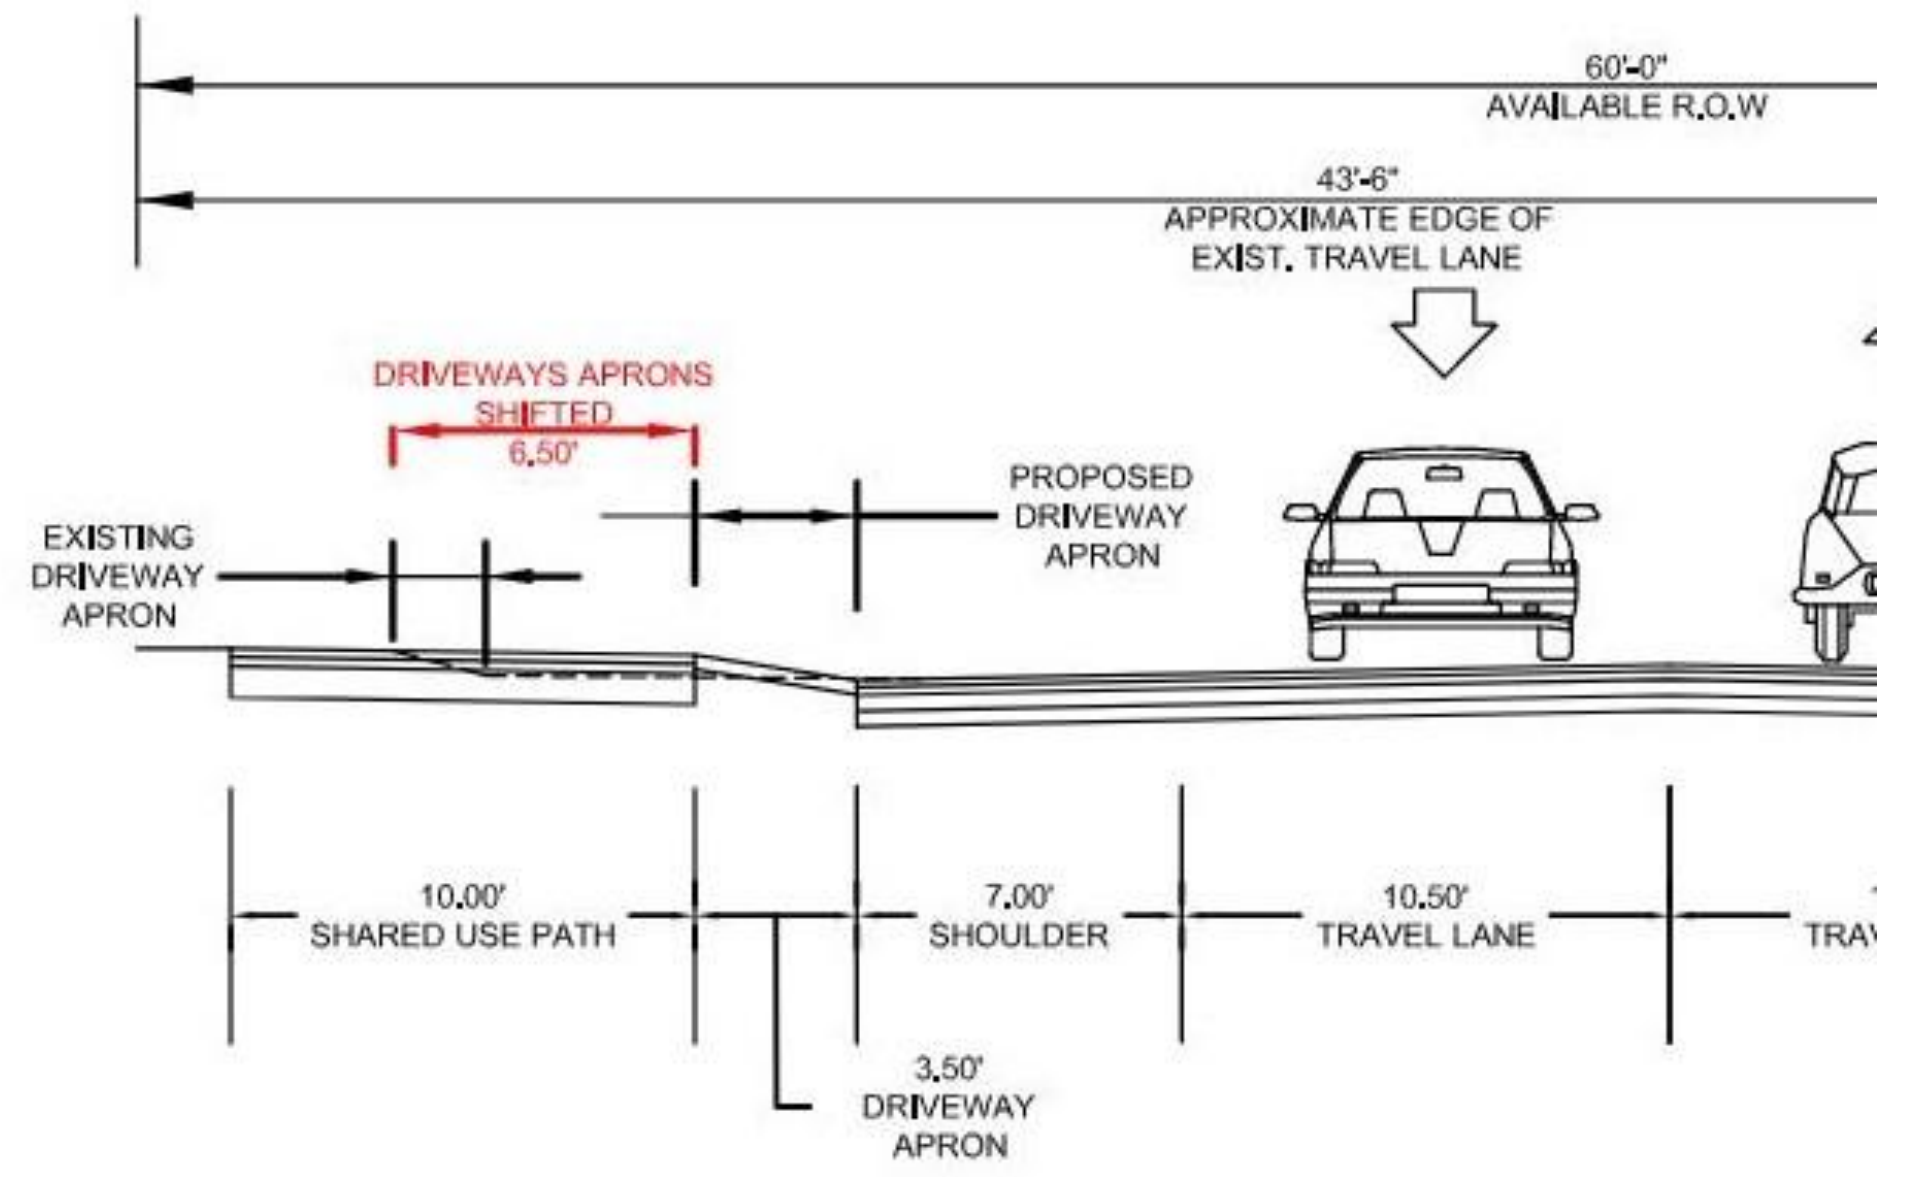 60'-0"
AVAILABLE R.O.W
43'-6"
APPROXIMATE EDGE OF
EXIST. TRAVEL LANE
DRIVEWAYS APRONS
SHIFTED
6.50'
PROPOSED
DRIVEWAY
APRON
EXISTING
DRIVEWAY
APRON
10.00'
SHARED USE PATH
7.00'
SHOULDER
10.50'
TRAVEL LANE
3.50'
DRIVEWAY
APRON